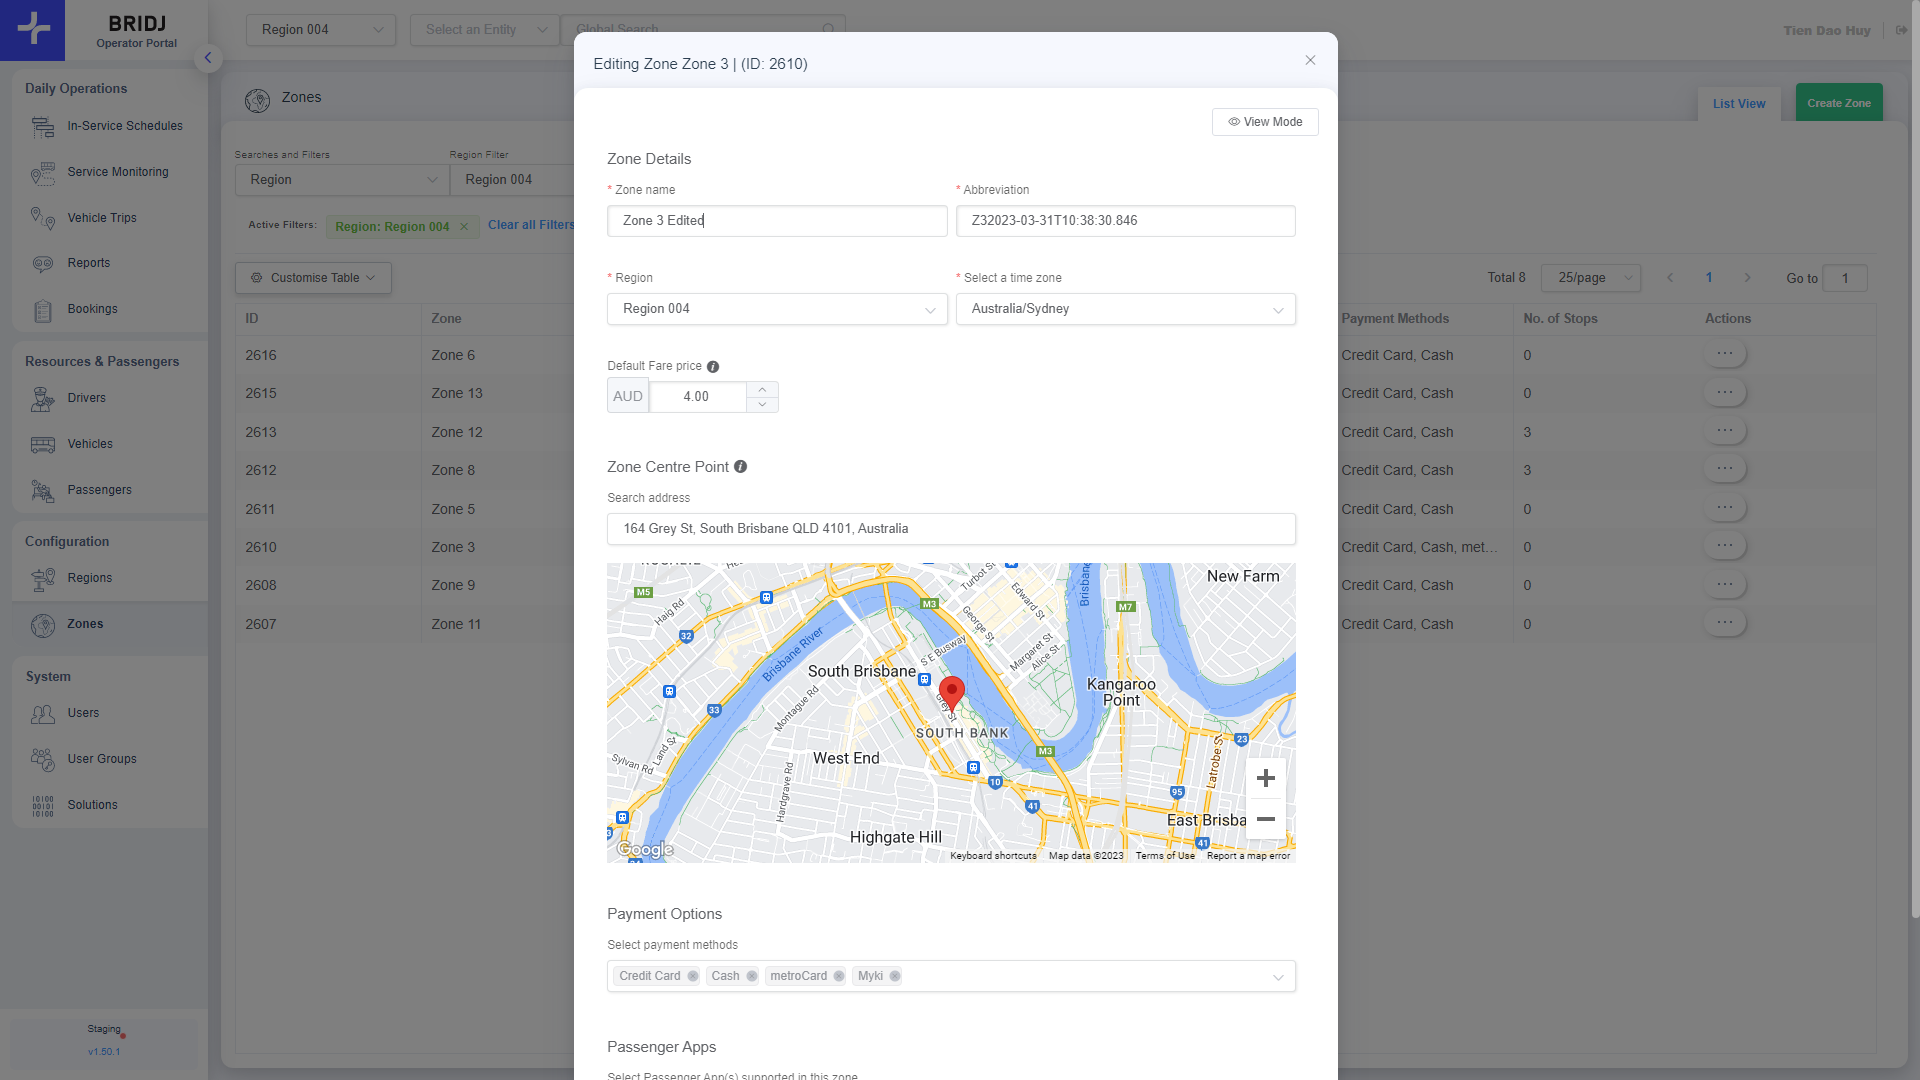 BRIDJ
Operator Portal
Region 004
Select an Entity
Global Search
Tien Dao Huy
Daily Operations
In-Service Schedules
Service Monitoring
Vehicle Trips
Reports
Bookings
Resources & Passengers
Drivers
Vehicles
Passengers
Configuration
Regions
Zones
System
Users
User Groups
Solutions
Staging
v1.50.1
Zones
List View
Create Zone
Searches and Filters
Region Filter
Region
Region 004
Active Filters:
Region: Region 004
Clear all Filters
Customise Table
Total 8
25/page
1
Go to
1
ID
Zone
Payment Methods
No. of Stops
Actions
2616
Zone 6
Credit Card, Cash
0
2615
Zone 13
Credit Card, Cash
0
2613
Zone 12
Credit Card, Cash
3
2612
Zone 8
Credit Card, Cash
3
2611
Zone 5
Credit Card, Cash
0
2610
Zone 3
Credit Card, Cash, met...
0
2608
Zone 9
Credit Card, Cash
0
2607
Zone 11
Credit Card, Cash
0
Editing Zone Zone 3 | (ID: 2610)
View Mode
Zone Details
* Zone name
* Abbreviation
Zone 3 Edited
Z32023-03-31T10:38:30.846
* Region
* Select a time zone
Region 004
Australia/Sydney
Default Fare price
AUD
4.00
Zone Centre Point
Search address
164 Grey St, South Brisbane QLD 4101, Australia
New Farm
Turbot St
Edward St
Brisbane
M5
M3
M7
Haig Rd
George St
32
Brisbane River
S E Busway
Margaret St
Alice St
South Brisbane
Kangaroo
Point
Grey St
33
Montague Rd
SOUTH BANK
23
M3
Land St
Sylvan Rd
West End
Latrobe St
Hardgrave Rd
10
95
41
East Brisba
Highgate Hill
41
Google
Keyboard shortcuts
Map data ©2023
Terms of Use
Report a map error
Payment Options
Select payment methods
Credit Card
Cash
metroCard
Myki
Passenger Apps
Select Passenger App(s) supported in this zone